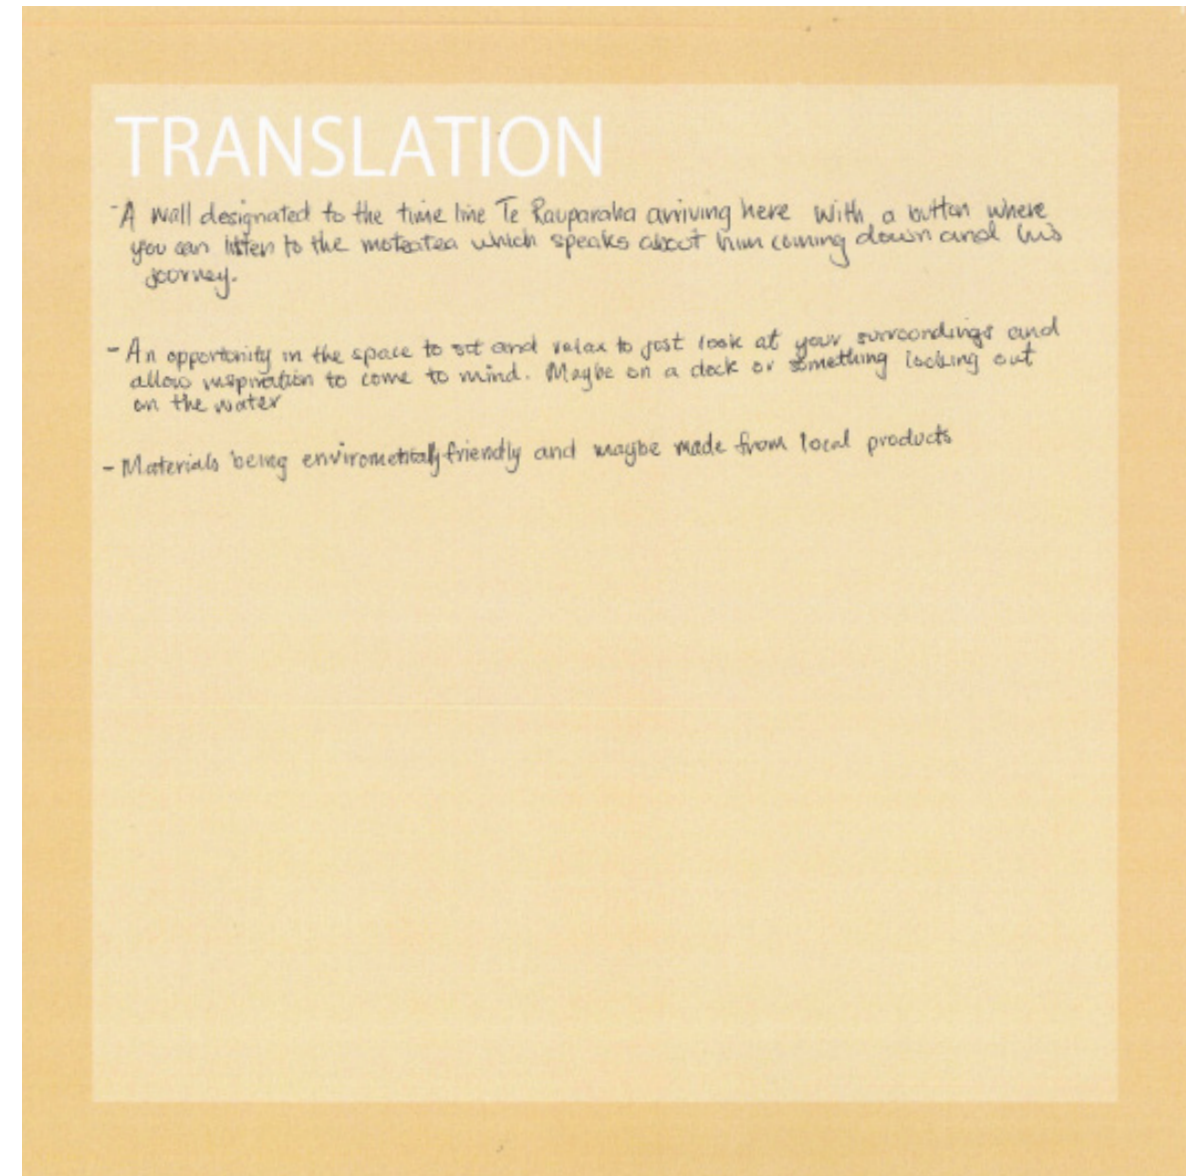 TRANSLATION
- A wall designated to the time line Te Rauparaha arriving here with a button where
you can listen to the moteatea which speaks about him coming down and his
journey.
- An opportunity in the space to sit and relax to just look at your surroundings and
allow inspiration to come to mind. Maybe on a deck or something looking out
on the water
- Materials being envirometally friendly and maybe made from local products